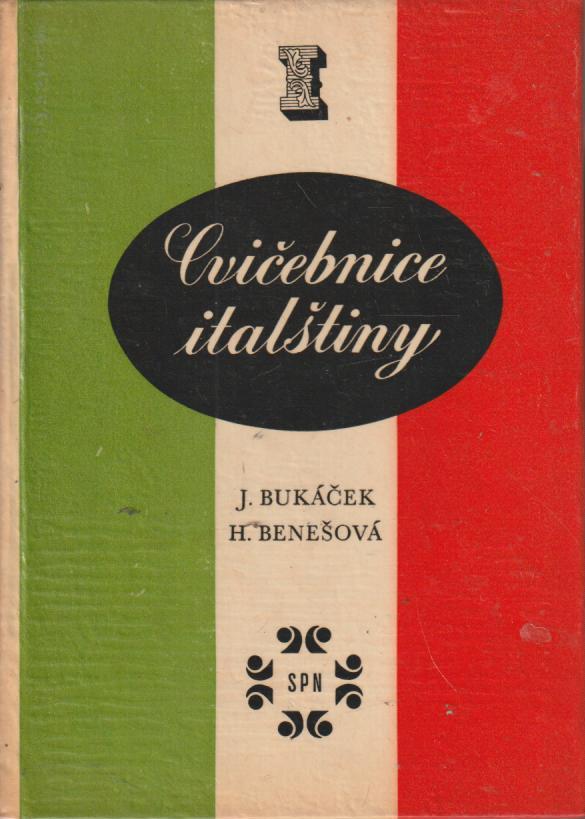 I
Cvičebnice
italštiny
J. BUKÁČEK
H. BENEŠOVÁ
SPN